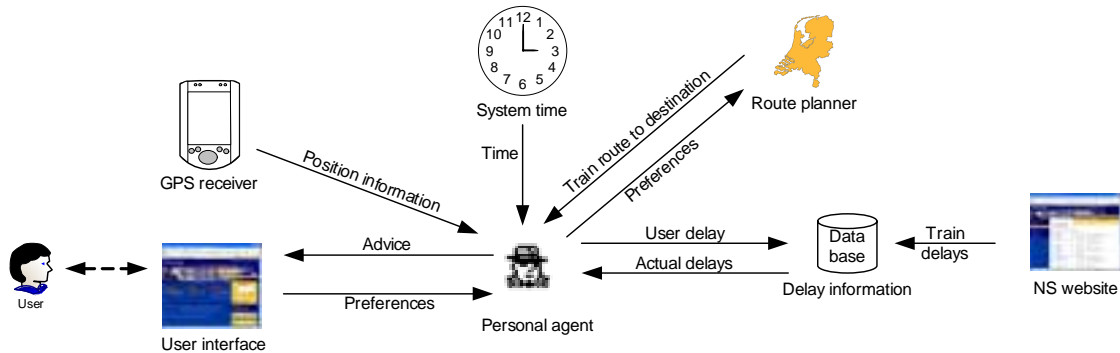 12
11
1
10
2
9
3
8
4
7
5
6
System time
Route planner
GPS receiver
Time
Train route to destination
Preferences
Position information
User
Advice
Preferences
User interface
Personal agent
User delay
Actual delays
Data
base
Delay information
Train
delays
NS website